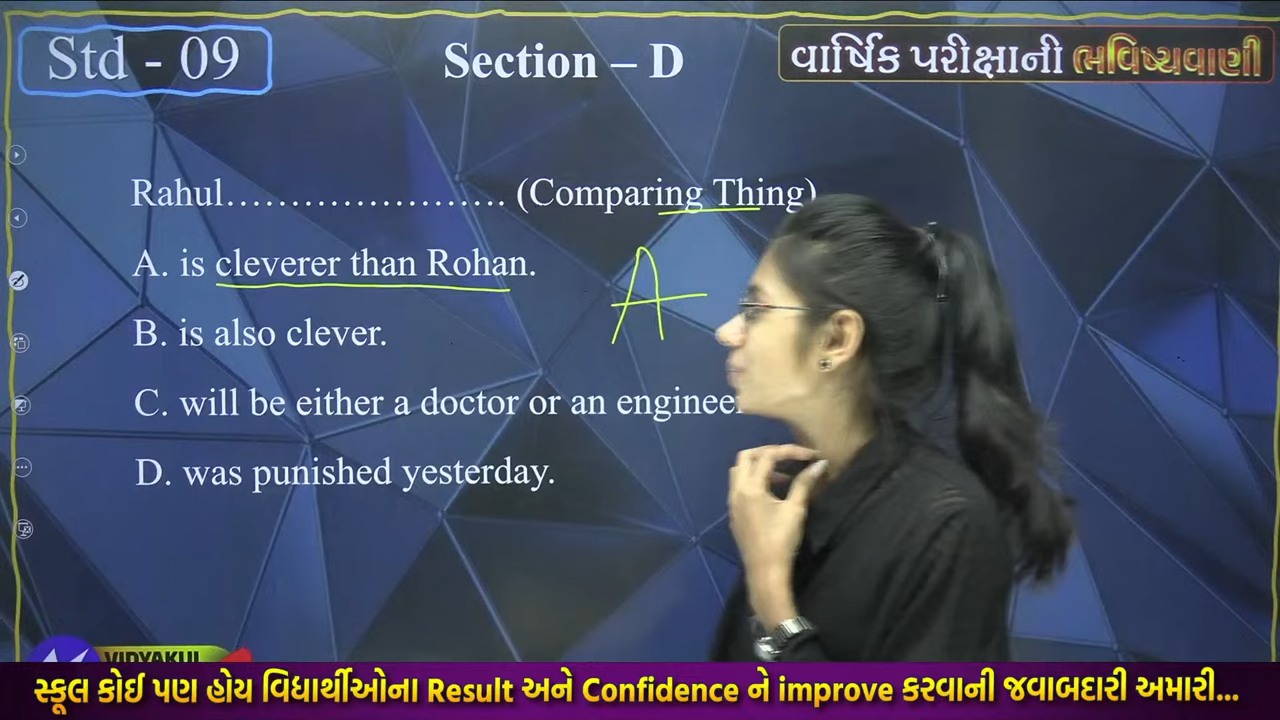 Std - 09
Section – D
વાર્ષિક પરીક્ષાની ભવિષ્યવાણી
Rahul…………………. (Comparing Thing)
A. is cleverer than Rohan.
A
B. is also clever.
C. will be either a doctor or an engineer
D. was punished yesterday.
VIDYAKUL
સ્કૂલ કોઈ પણ હોય વિદ્યાર્થીઓના Result અને Confidence ને improve કરવાની જવાબદારી અમારી...